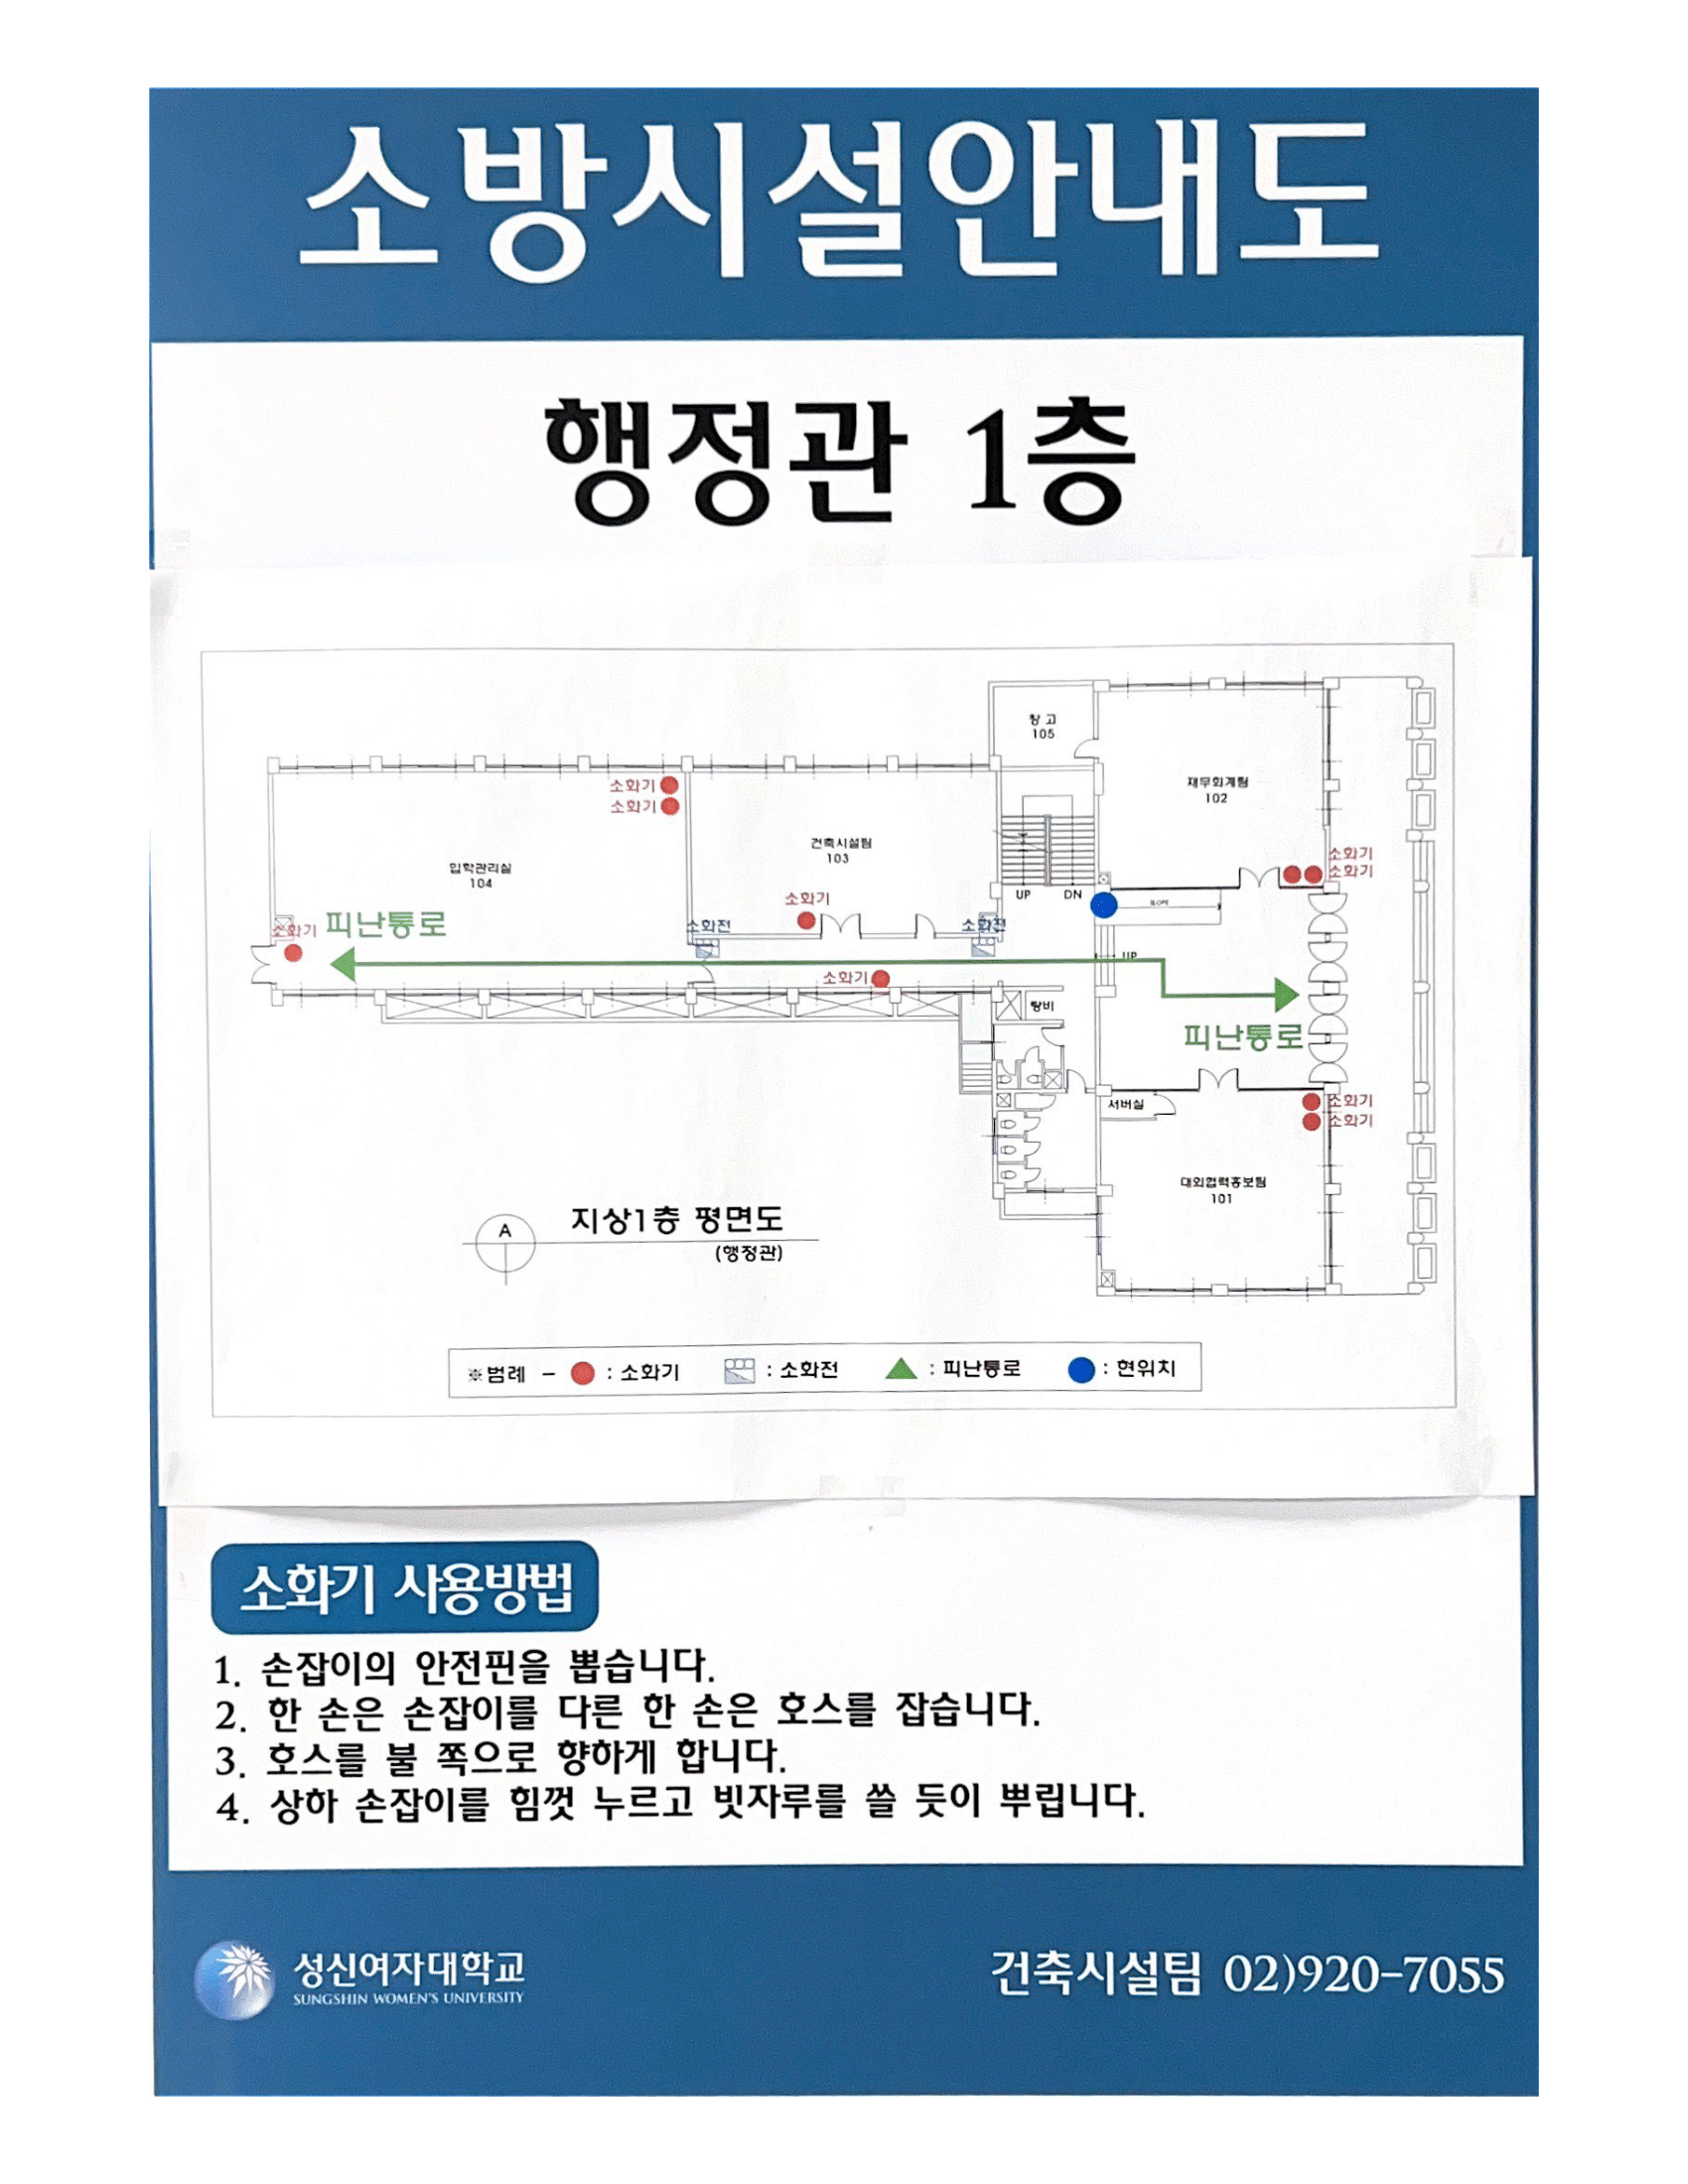 소방시설안내도
행정관 1층
창 고
105
재무회계팀
102
소화기
소화기
건축시설팀
103
입학관리실
104
소화기
소화기
소화기
소화전
소화전
UP
DN
SLOPE
소화기
피난통로
UP
소화기
탕비
피난통로
서버실
소화기
소화기
대외협력홍보팀
101
A
지상1층 평면도
(행정관)
※범례 - : 소화기 : 소화전 : 피난통로 : 현위치
소화기 사용방법
1. 손잡이의 안전핀을 뽑습니다.
2. 한 손은 손잡이를 다른 한 손은 호스를 잡습니다.
3. 호스를 불 쪽으로 향하게 합니다.
4. 상하 손잡이를 힘껏 누르고 빗자루를 쓸 듯이 뿌립니다.
성신여자대학교
SUNGSHIN WOMEN'S UNIVERSITY
건축시설팀 02)920-7055